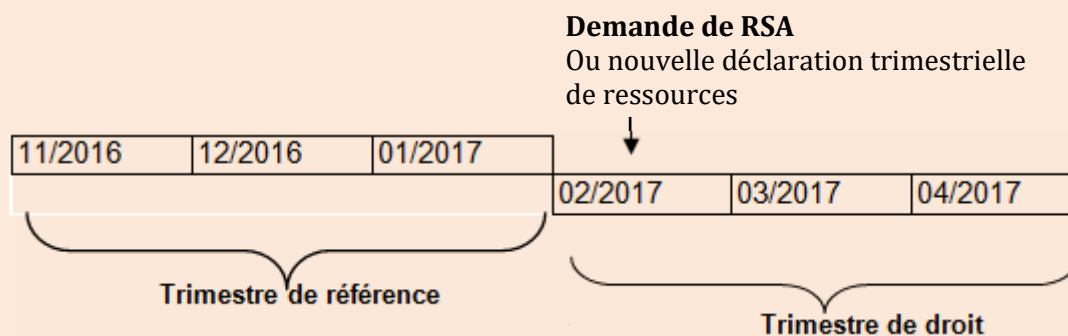 Demande de RSA
Ou nouvelle déclaration trimestrielle
de ressources
11/2016 12/2016 01/2017
02/2017 03/2017 04/2017
Trimestre de référence
Trimestre de droit